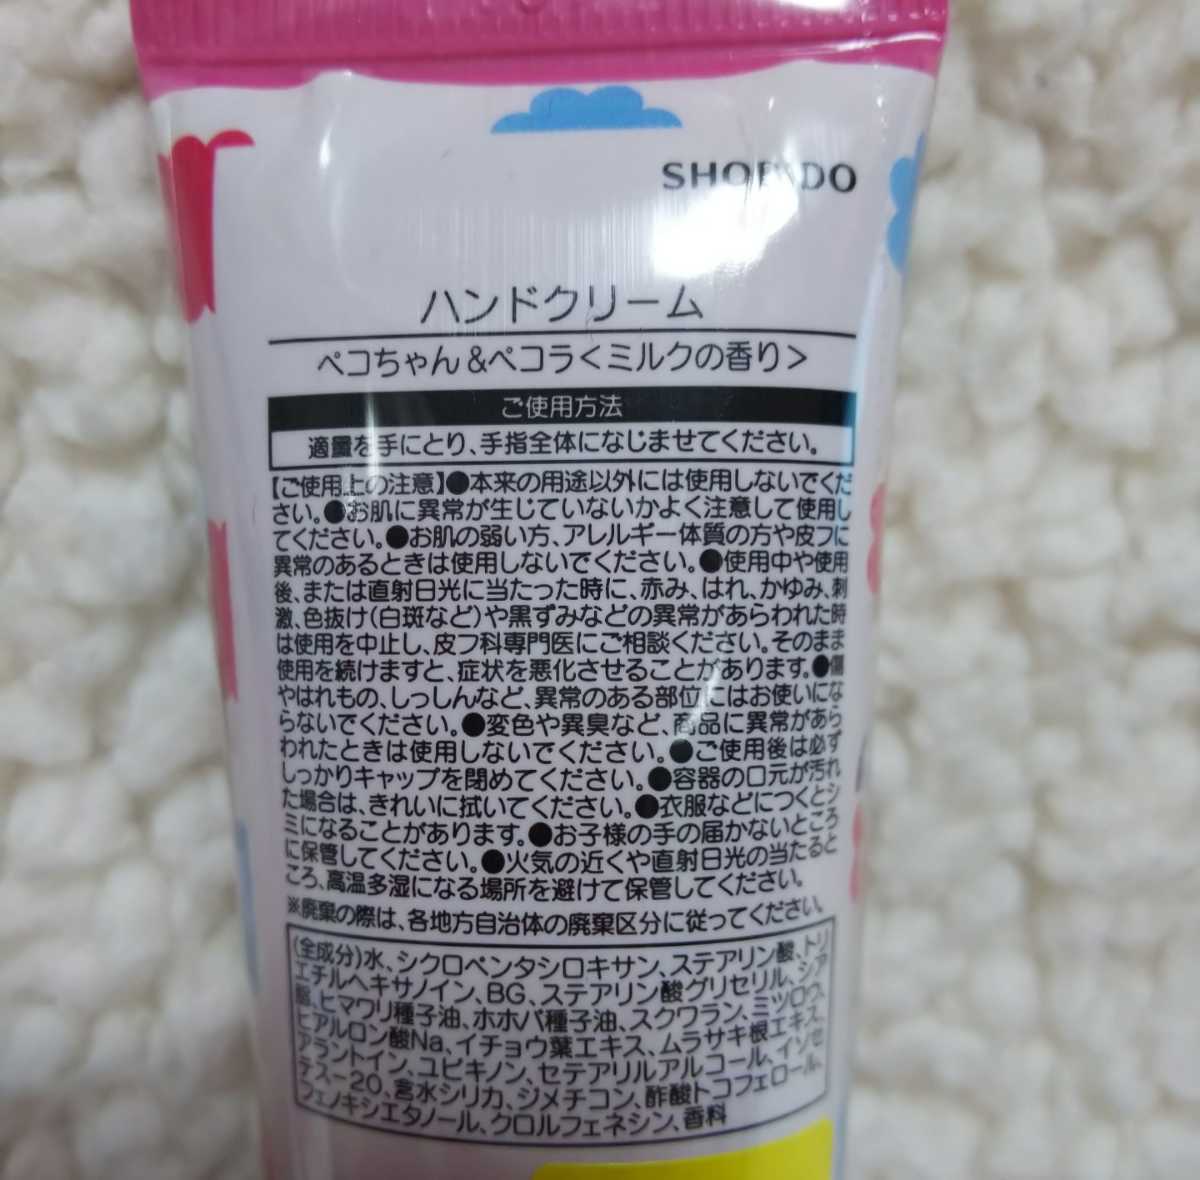 SHOBIDO
ハンドクリーム
ペコちゃん&ペコラ<ミルクの香り>
ご使用方法
適量を手にとり、手指全体になじませてください。
【ご使用上の注意】●本来の用途以外には使用しないでくだ
さい。●お肌に異常が生じていないかよく注意して使用し
てください。●お肌の弱い方、アレルギー体質の方や皮フに
異常のあるときは使用しないでください。●使用中や使用
後、または直射日光に当たった時に、赤み、はれ、かゆみ、刺
激、色抜け(白斑など)や黒ずみなどの異常があらわれた時
は使用を中止し、皮フ科専門医にご相談ください。そのまま
使用を続けますと、症状を悪化させることがあります。●傷
やはれもの、しっしんなど、異常のある部位にはお使いにな
らないでください。●変色や異臭など、商品に異常があら
われたときは使用しないでください。●ご使用後は必ず
しっかりキャップを閉めてください。●容器の口元が汚れ
た場合は、きれいに拭いてください。●衣服などにつくとシ
ミになることがあります。●お子様の手の届かないところ
に保管してください。●火気の近くや直射日光の当たると
ころ、高温多湿になる場所を避けて保管してください。
※廃棄の際は、各地方自治体の廃棄区分に従ってください。
(全成分)水、シクロペンタシロキサン、ステアリン酸、トリ
エチルヘキサノイン、BG、ステアリン酸グリセリル、シア
脂、ヒマワリ種子油、ホホバ種子油、スクワラン、ミツロウ、
ヒアルロン酸Na、イチョウ葉エキス、ムラサキ根エキス、
アラントイン、ユビキノン、セテアリルアルコール、イソセ
テス-20、含水シリカ、ジメチコン、酢酸トコフェロール、
フェノキシエタノール、クロルフェネシン、香料